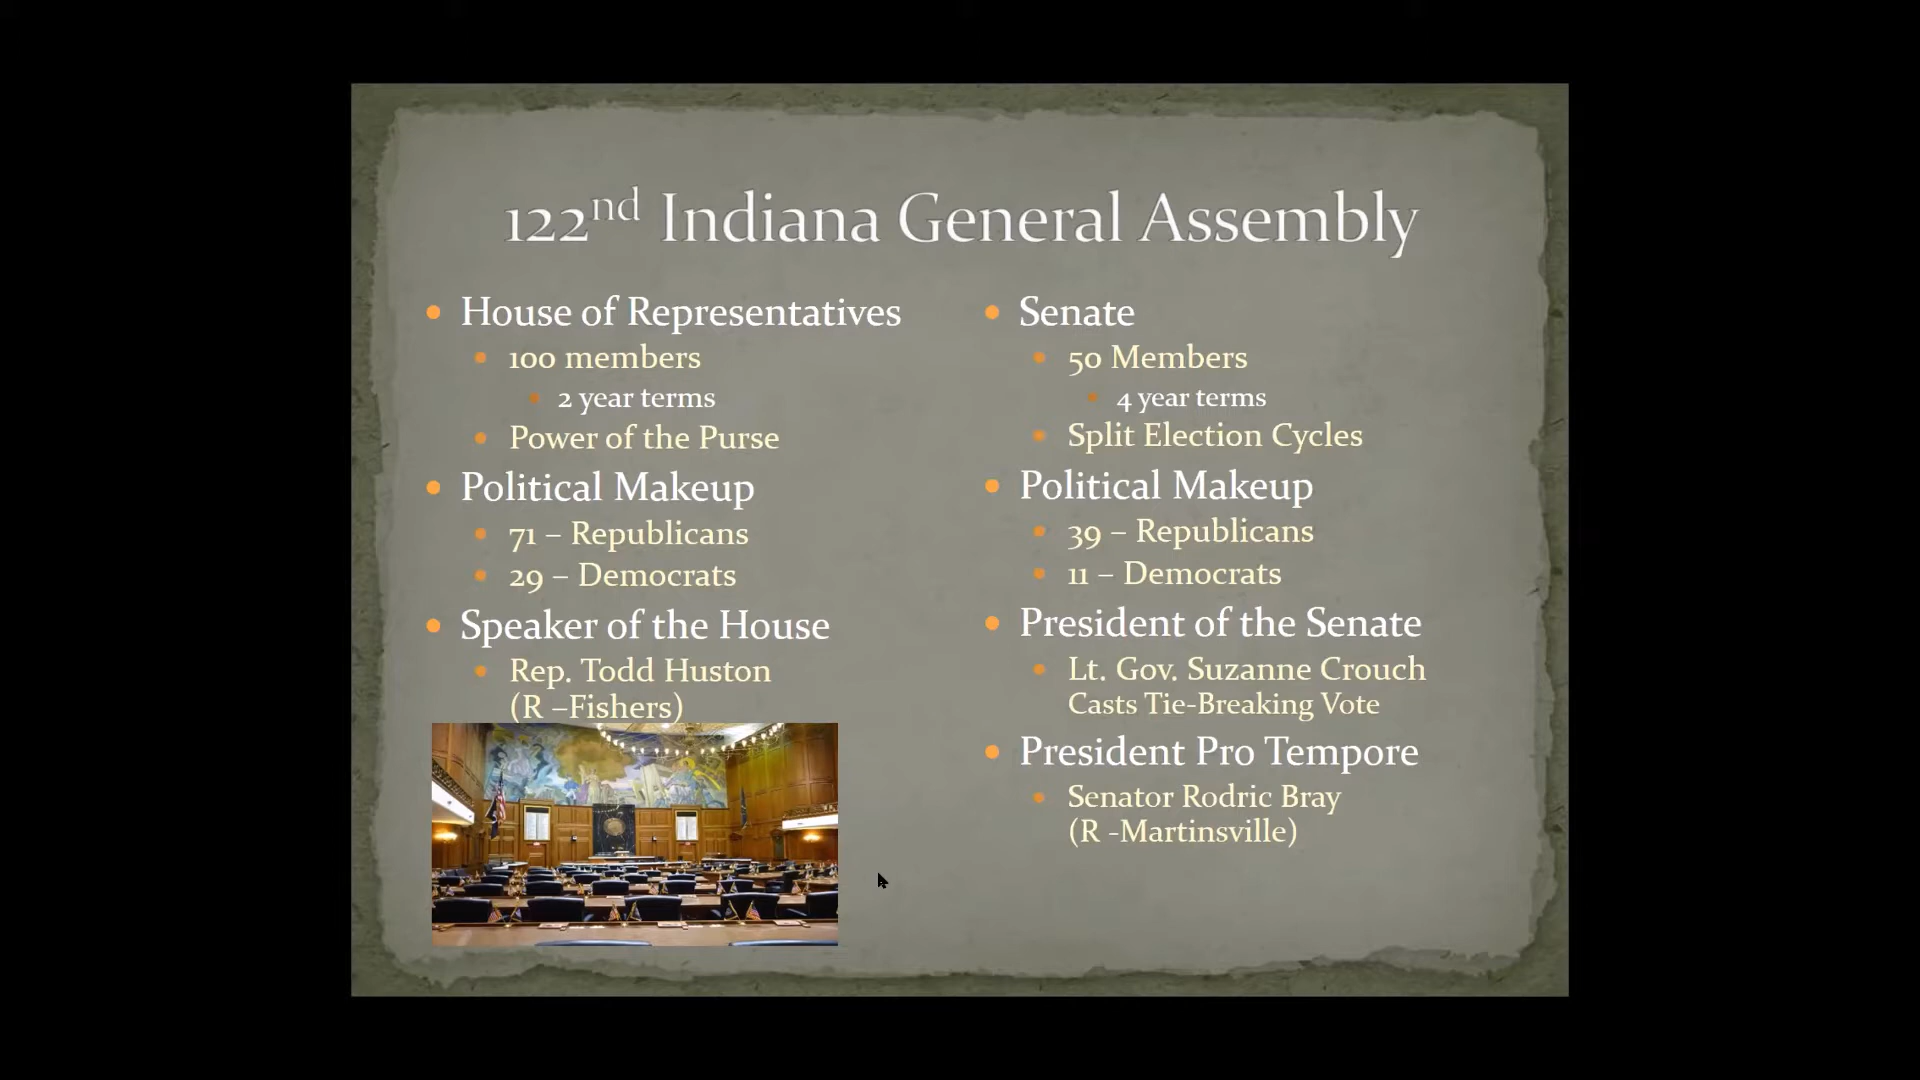 122nd Indiana General Assembly
House of Representatives
100 members
2 year terms
Power of the Purse
Political Makeup
71 – Republicans
29 – Democrats
Speaker of the House
Rep. Todd Huston
(R –Fishers)
Senate
50 Members
4 year terms
Split Election Cycles
Political Makeup
39 – Republicans
11 – Democrats
President of the Senate
Lt. Gov. Suzanne Crouch
Casts Tie-Breaking Vote
President Pro Tempore
Senator Rodric Bray
(R -Martinsville)